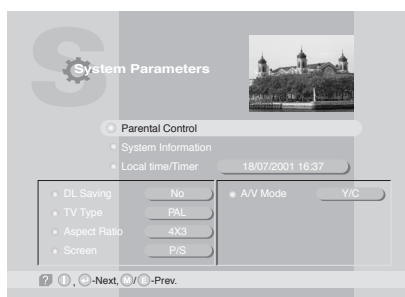 S
System Parameters
Parental Control
System Information
Local time/Timer 18/07/2001 16:37
DL Saving No
TV Type PAL
Aspect Ratio 4X3
Screen P/S
A/V Mode Y/C
? , -Next, M/E-Prev.